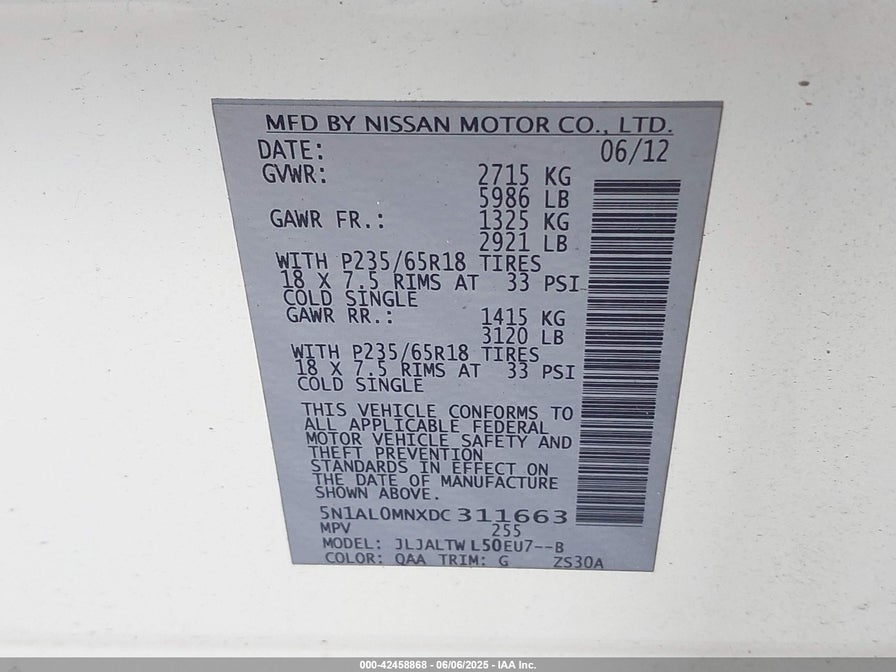 MFD BY NISSAN MOTOR CO., LTD.
DATE: 06/12
GVWR: 2715 KG
5986 LB
GAWR FR.: 1325 KG
2921 LB
WITH P235/65R18 TIRES
18 X 7.5 RIMS AT 33 PSI
COLD SINGLE
GAWR RR.: 1415 KG
3120 LB
WITH P235/65R18 TIRES
18 X 7.5 RIMS AT 33 PSI
COLD SINGLE
THIS VEHICLE CONFORMS TO
ALL APPLICABLE FEDERAL
MOTOR VEHICLE SAFETY AND
THEFT PREVENTION
STANDARDS IN EFFECT ON
THE DATE OF MANUFACTURE
SHOWN ABOVE.
5N1AL0MNXDC311663
MPV 255
MODEL: JLJALTWL50EU7--B
COLOR: QAA TRIM: G ZS30A
000-42458868 - 06/06/2025 - IAA Inc.